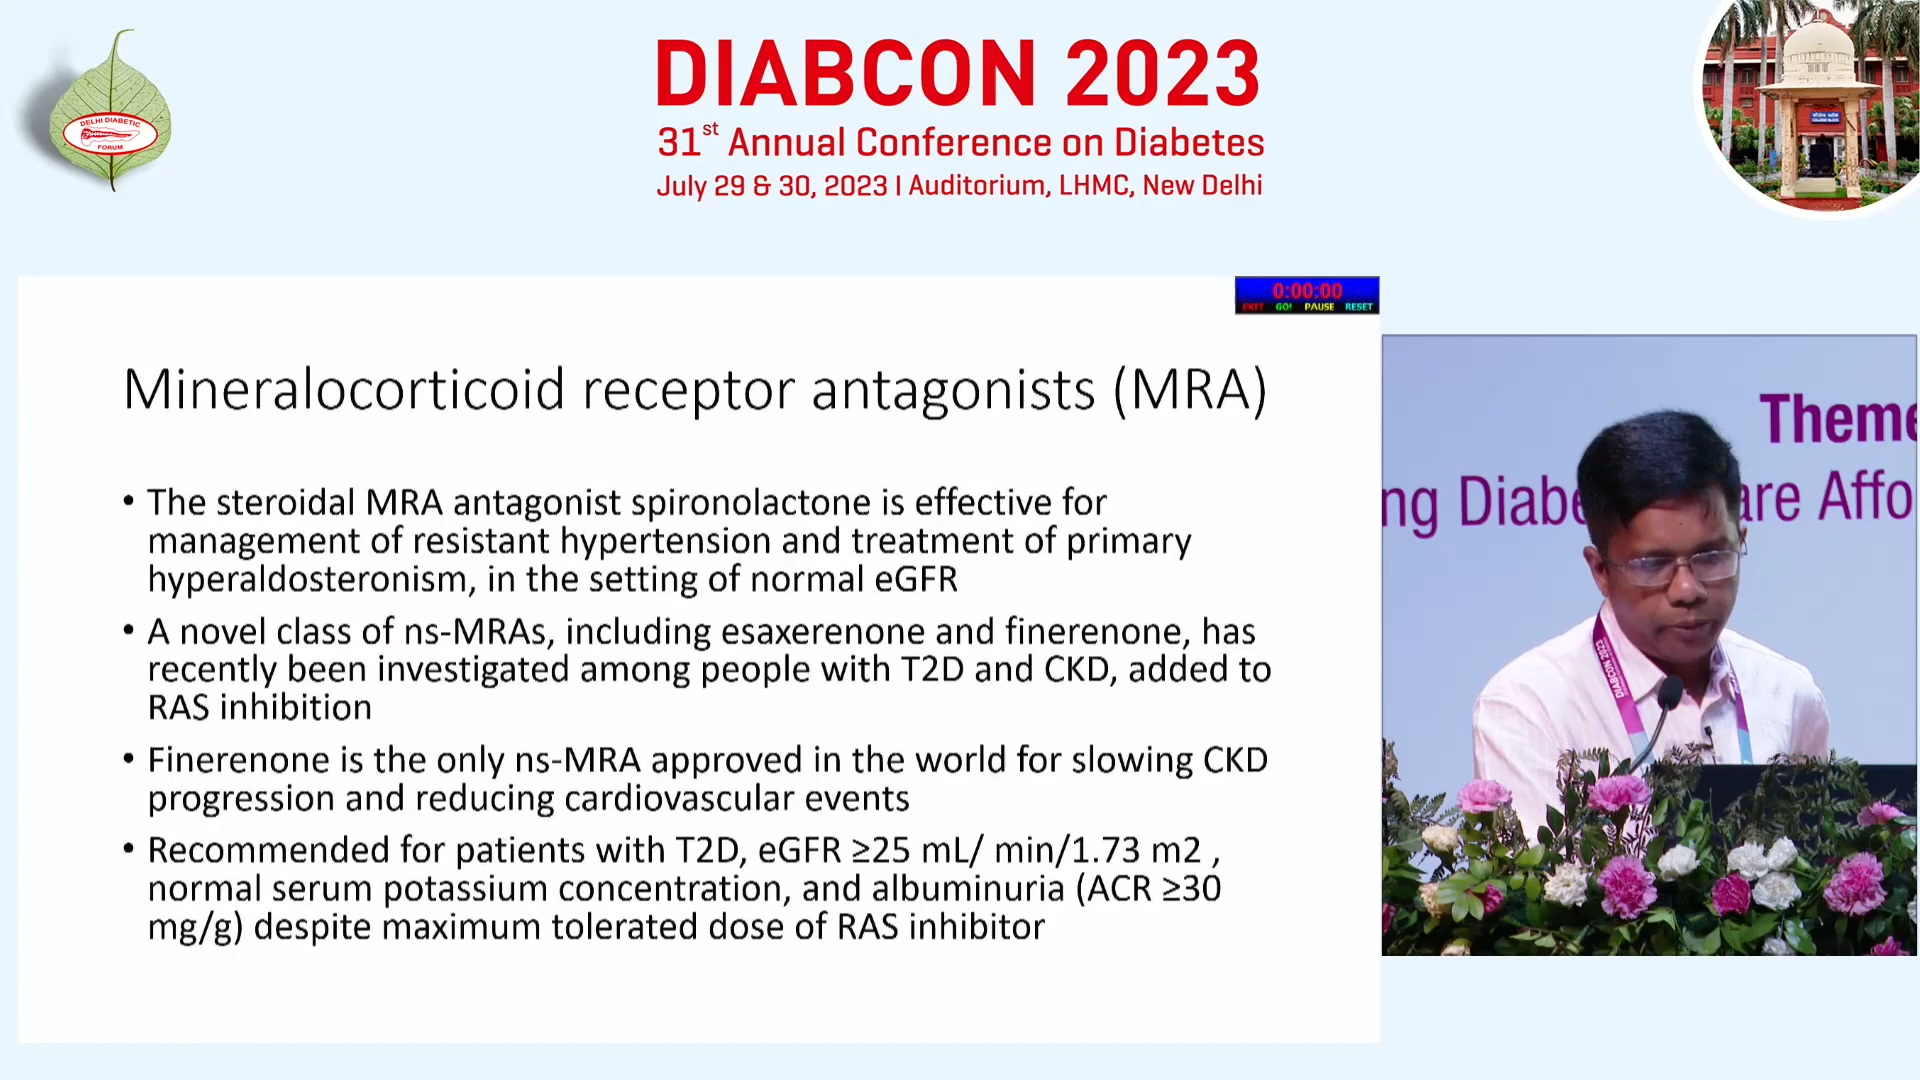 DELHI DIABETIC
FORUM
DIABCON 2023
31st Annual Conference on Diabetes
July 29 & 30, 2023 | Auditorium, LHMC, New Delhi
0:00:00
EXIT GO! PAUSE RESET
Mineralocorticoid receptor antagonists (MRA)
• The steroidal MRA antagonist spironolactone is effective for
management of resistant hypertension and treatment of primary
hyperaldosteronism, in the setting of normal eGFR
• A novel class of ns-MRAs, including esaxerenone and finerenone, has
recently been investigated among people with T2D and CKD, added to
RAS inhibition
• Finerenone is the only ns-MRA approved in the world for slowing CKD
progression and reducing cardiovascular events
• Recommended for patients with T2D, eGFR ≥25 mL/ min/1.73 m2 ,
normal serum potassium concentration, and albuminuria (ACR ≥30
mg/g) despite maximum tolerated dose of RAS inhibitor
Theme
ng Diabe are Affo
DIABCON 2023